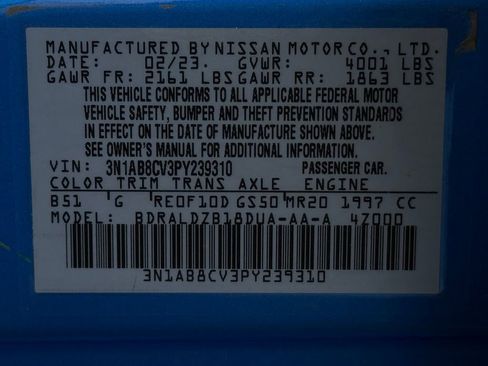 MANUFACTURED BY NISSAN MOTOR CO., LTD.
DATE: 02/23. GVWR: 4001 LBS
GAWR FR: 2161 LBS GAWR RR: 1863 LBS
THIS VEHICLE CONFORMS TO ALL APPLICABLE FEDERAL MOTOR
VEHICLE SAFETY, BUMPER AND THEFT PREVENTION STANDARDS
IN EFFECT ON THE DATE OF MANUFACTURE SHOWN ABOVE.
SEE OWNER'S MANUAL FOR ADDITIONAL INFORMATION.
VIN: 3N1AB8CV3PY239310 PASSENGER CAR.
COLOR TRIM TRANS AXLE ENGINE
B51 G RE0F10D GS50 MR20 1997 CC
MODEL: BDRALDZB18DUA-AA-A 4Z000
3N1AB8CV3PY239310